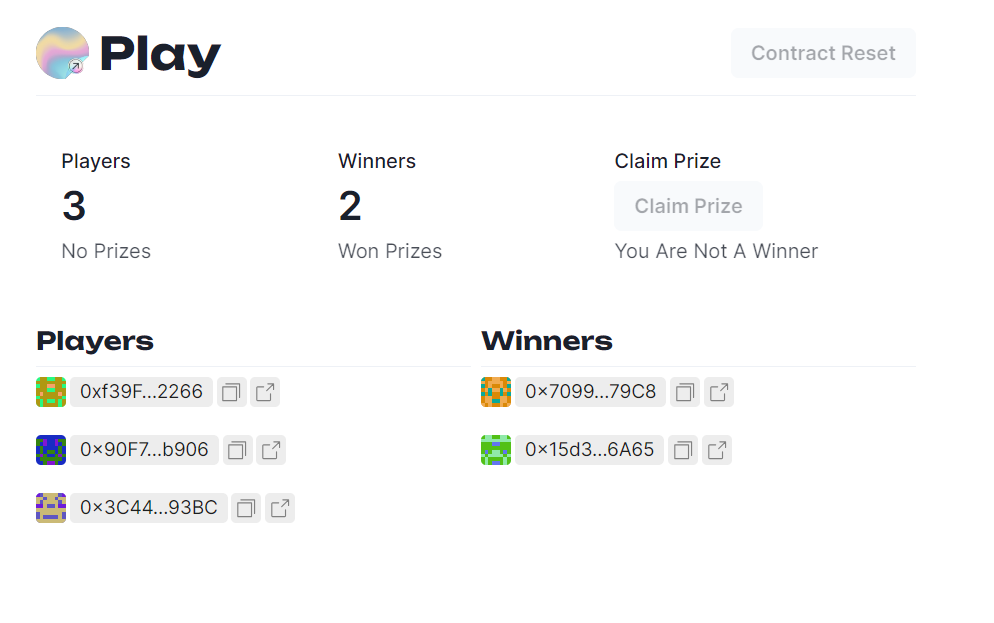 Play
Contract Reset
Players
Winners
Claim Prize
3
2
Claim Prize
No Prizes
Won Prizes
You Are Not A Winner
Players
Winners
0xf39F...2266
0x7099...79C8
0x90F7...b906
0x15d3...6A65
0x3C44...93BC